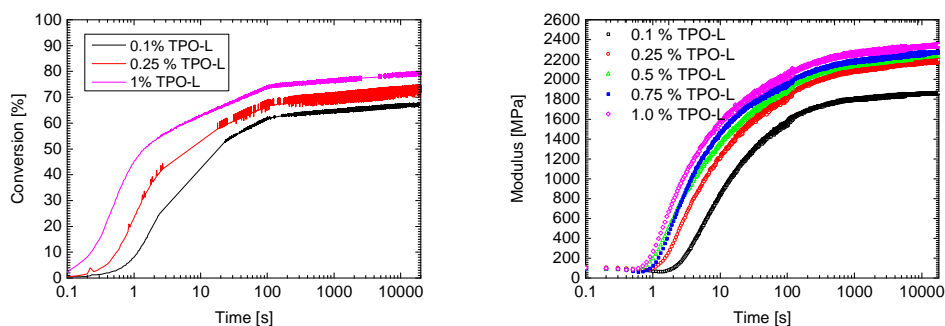 100
90
80
70
60
50
40
30
20
10
0
Conversion [%]
0.1% TPO-L
0.25 % TPO-L
1% TPO-L
0.1 1 10 100 1000 10000
Time [s]
2600
2400
2200
2000
1800
1600
1400
1200
1000
800
600
400
200
0
Modulus [MPa]
0.1 % TPO-L
0.25 % TPO-L
0.5 % TPO-L
0.75 % TPO-L
1.0 % TPO-L
0.1 1 10 100 1000 10000
Time [s]